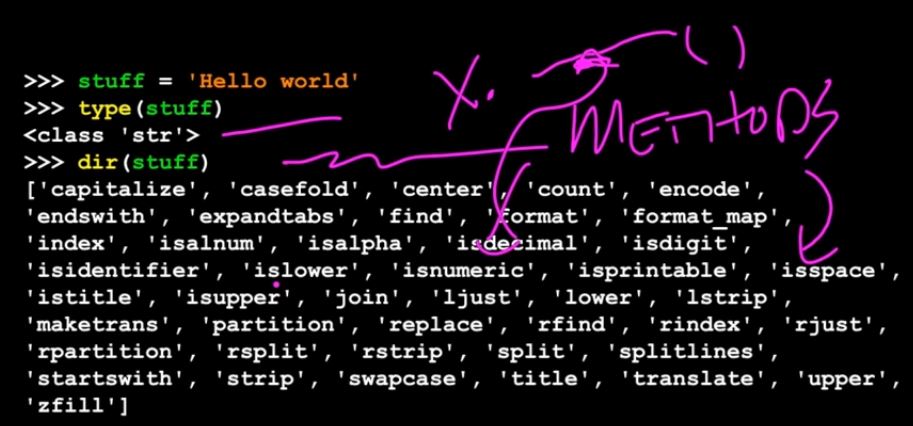 X. ( )
>>> stuff = 'Hello world'
>>> type(stuff)
METHODS
<class 'str'>
>>> dir(stuff)
['capitalize', 'casefold', 'center', 'count', 'encode',
'endswith', 'expandtabs', 'find', 'format', 'format_map',
'index', 'isalnum', 'isalpha', 'isdecimal', 'isdigit',
'isidentifier', 'islower', 'isnumeric', 'isprintable', 'isspace',
'istitle', 'isupper', 'join', 'ljust', 'lower', 'lstrip',
'maketrans', 'partition', 'replace', 'rfind', 'rindex', 'rjust',
'rpartition', 'rsplit', 'rstrip', 'split', 'splitlines',
'startswith', 'strip', 'swapcase', 'title', 'translate', 'upper',
'zfill']